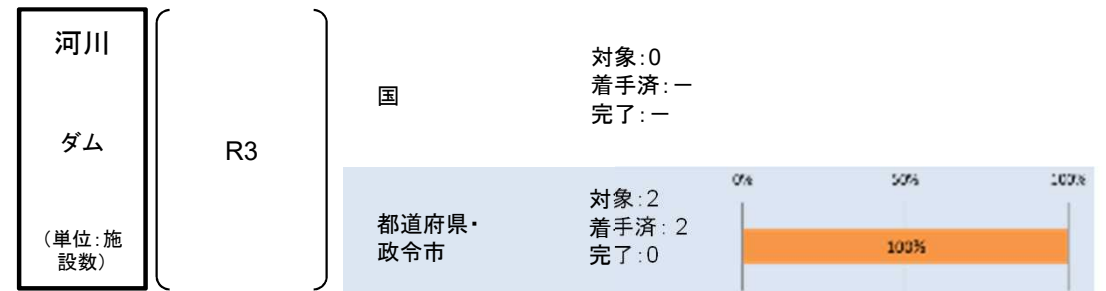 河川
ダム
（単位:施
設数）
R3
国
対象:0
着手済:－
完了:－
都道府県・
政令市
対象:2
着手済:2
完了:0
0%
50%
100%
100%